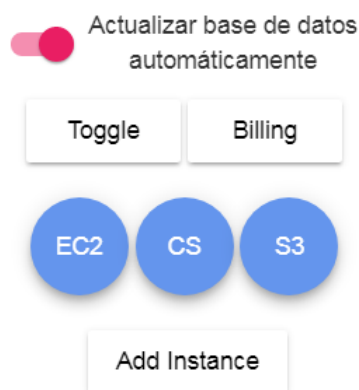 Actualizar base de datos
automáticamente
Toggle Billing
EC2 CS S3
Add Instance